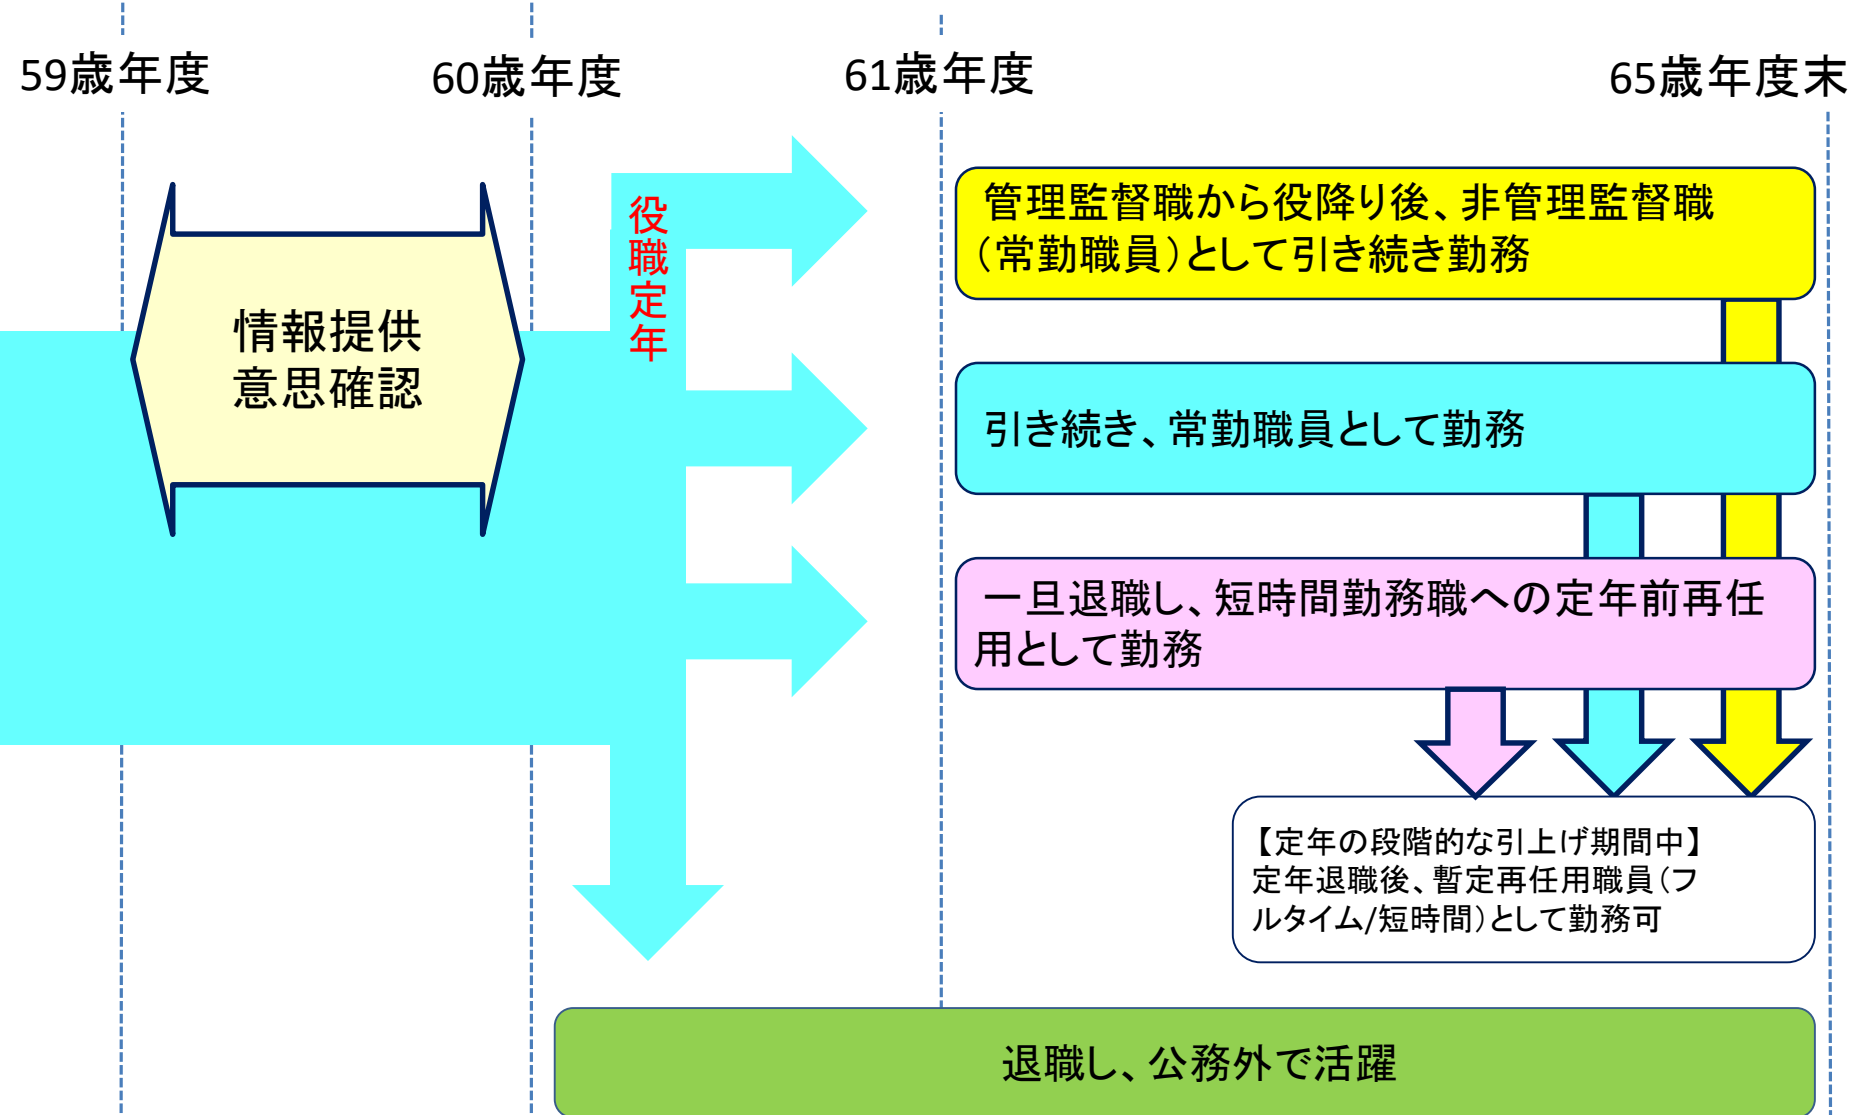 59歳年度
60歳年度
61歳年度
65歳年度末
情報提供
意思確認
役職定年
管理監督職から役降り後、非管理監督職
（常勤職員）として引き続き勤務
引き続き、常勤職員として勤務
一旦退職し、短時間勤務職への定年前再任
用として勤務
【定年の段階的な引上げ期間中】
定年退職後、暫定再任用職員（フ
ルタイム/短時間）として勤務可
退職し、公務外で活躍